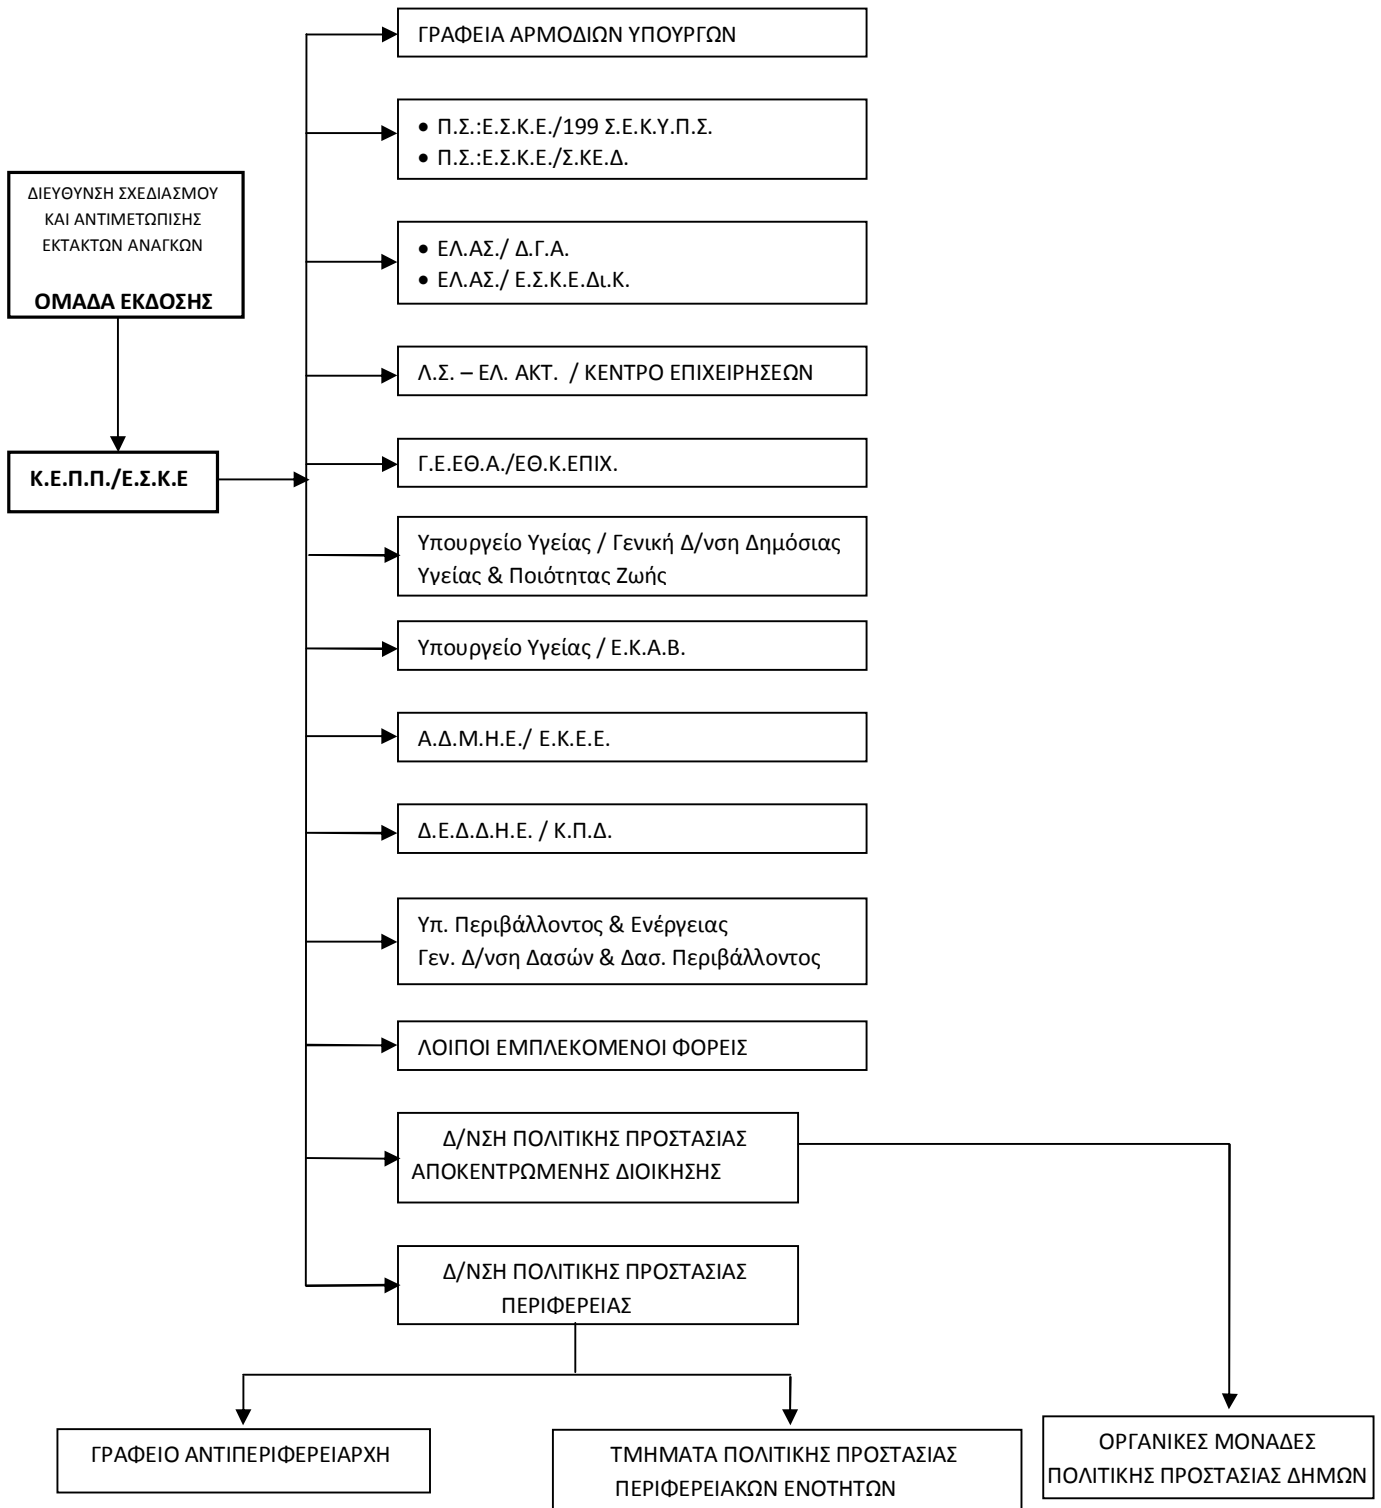 ΓΡΑΦΕΙΑ ΑΡΜΟΔΙΩΝ ΥΠΟΥΡΓΩΝ
• Π.Σ.:Ε.Σ.Κ.Ε./199 Σ.Ε.Κ.Υ.Π.Σ.
• Π.Σ.:Ε.Σ.Κ.Ε./Σ.ΚΕ.Δ.
ΔΙΕΥΘΥΝΣΗ ΣΧΕΔΙΑΣΜΟΥ
ΚΑΙ ΑΝΤΙΜΕΤΩΠΙΣΗΣ
ΕΚΤΑΚΤΩΝ ΑΝΑΓΚΩΝ
ΟΜΑΔΑ ΕΚΔΟΣΗΣ
• ΕΛ.ΑΣ./ Δ.Γ.Α.
• ΕΛ.ΑΣ./ Ε.Σ.Κ.Ε.Δι.Κ.
Λ.Σ. – ΕΛ. ΑΚΤ. / ΚΕΝΤΡΟ ΕΠΙΧΕΙΡΗΣΕΩΝ
Κ.Ε.Π.Π./Ε.Σ.Κ.Ε
Γ.Ε.ΕΘ.Α./ΕΘ.Κ.ΕΠΙΧ.
Υπουργείο Υγείας / Γενική Δ/νση Δημόσιας
Υγείας & Ποιότητας Ζωής
Υπουργείο Υγείας / Ε.Κ.Α.Β.
Α.Δ.Μ.Η.Ε./ Ε.Κ.Ε.Ε.
Δ.Ε.Δ.Δ.Η.Ε. / Κ.Π.Δ.
Υπ. Περιβάλλοντος & Ενέργειας
Γεν. Δ/νση Δασών & Δασ. Περιβάλλοντος
ΛΟΙΠΟΙ ΕΜΠΛΕΚΟΜΕΝΟΙ ΦΟΡΕΙΣ
Δ/ΝΣΗ ΠΟΛΙΤΙΚΗΣ ΠΡΟΣΤΑΣΙΑΣ
ΑΠΟΚΕΝΤΡΩΜΕΝΗΣ ΔΙΟΙΚΗΣΗΣ
Δ/ΝΣΗ ΠΟΛΙΤΙΚΗΣ ΠΡΟΣΤΑΣΙΑΣ
ΠΕΡΙΦΕΡΕΙΑΣ
ΓΡΑΦΕΙΟ ΑΝΤΙΠΕΡΙΦΕΡΕΙΑΡΧΗ
ΤΜΗΜΑΤΑ ΠΟΛΙΤΙΚΗΣ ΠΡΟΣΤΑΣΙΑΣ
ΠΕΡΙΦΕΡΕΙΑΚΩΝ ΕΝΟΤΗΤΩΝ
ΟΡΓΑΝΙΚΕΣ ΜΟΝΑΔΕΣ
ΠΟΛΙΤΙΚΗΣ ΠΡΟΣΤΑΣΙΑΣ ΔΗΜΩΝ